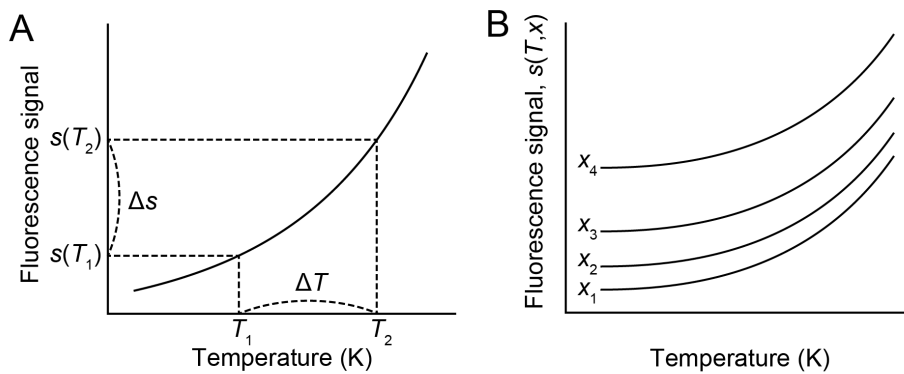 A
Fluorescence signal
s(T₂)
Δs
s(T₁)
ΔT
T₁
T₂
Temperature (K)
B
Fluorescence signal, s(T,x)
x₄
x₃
x₂
x₁
Temperature (K)